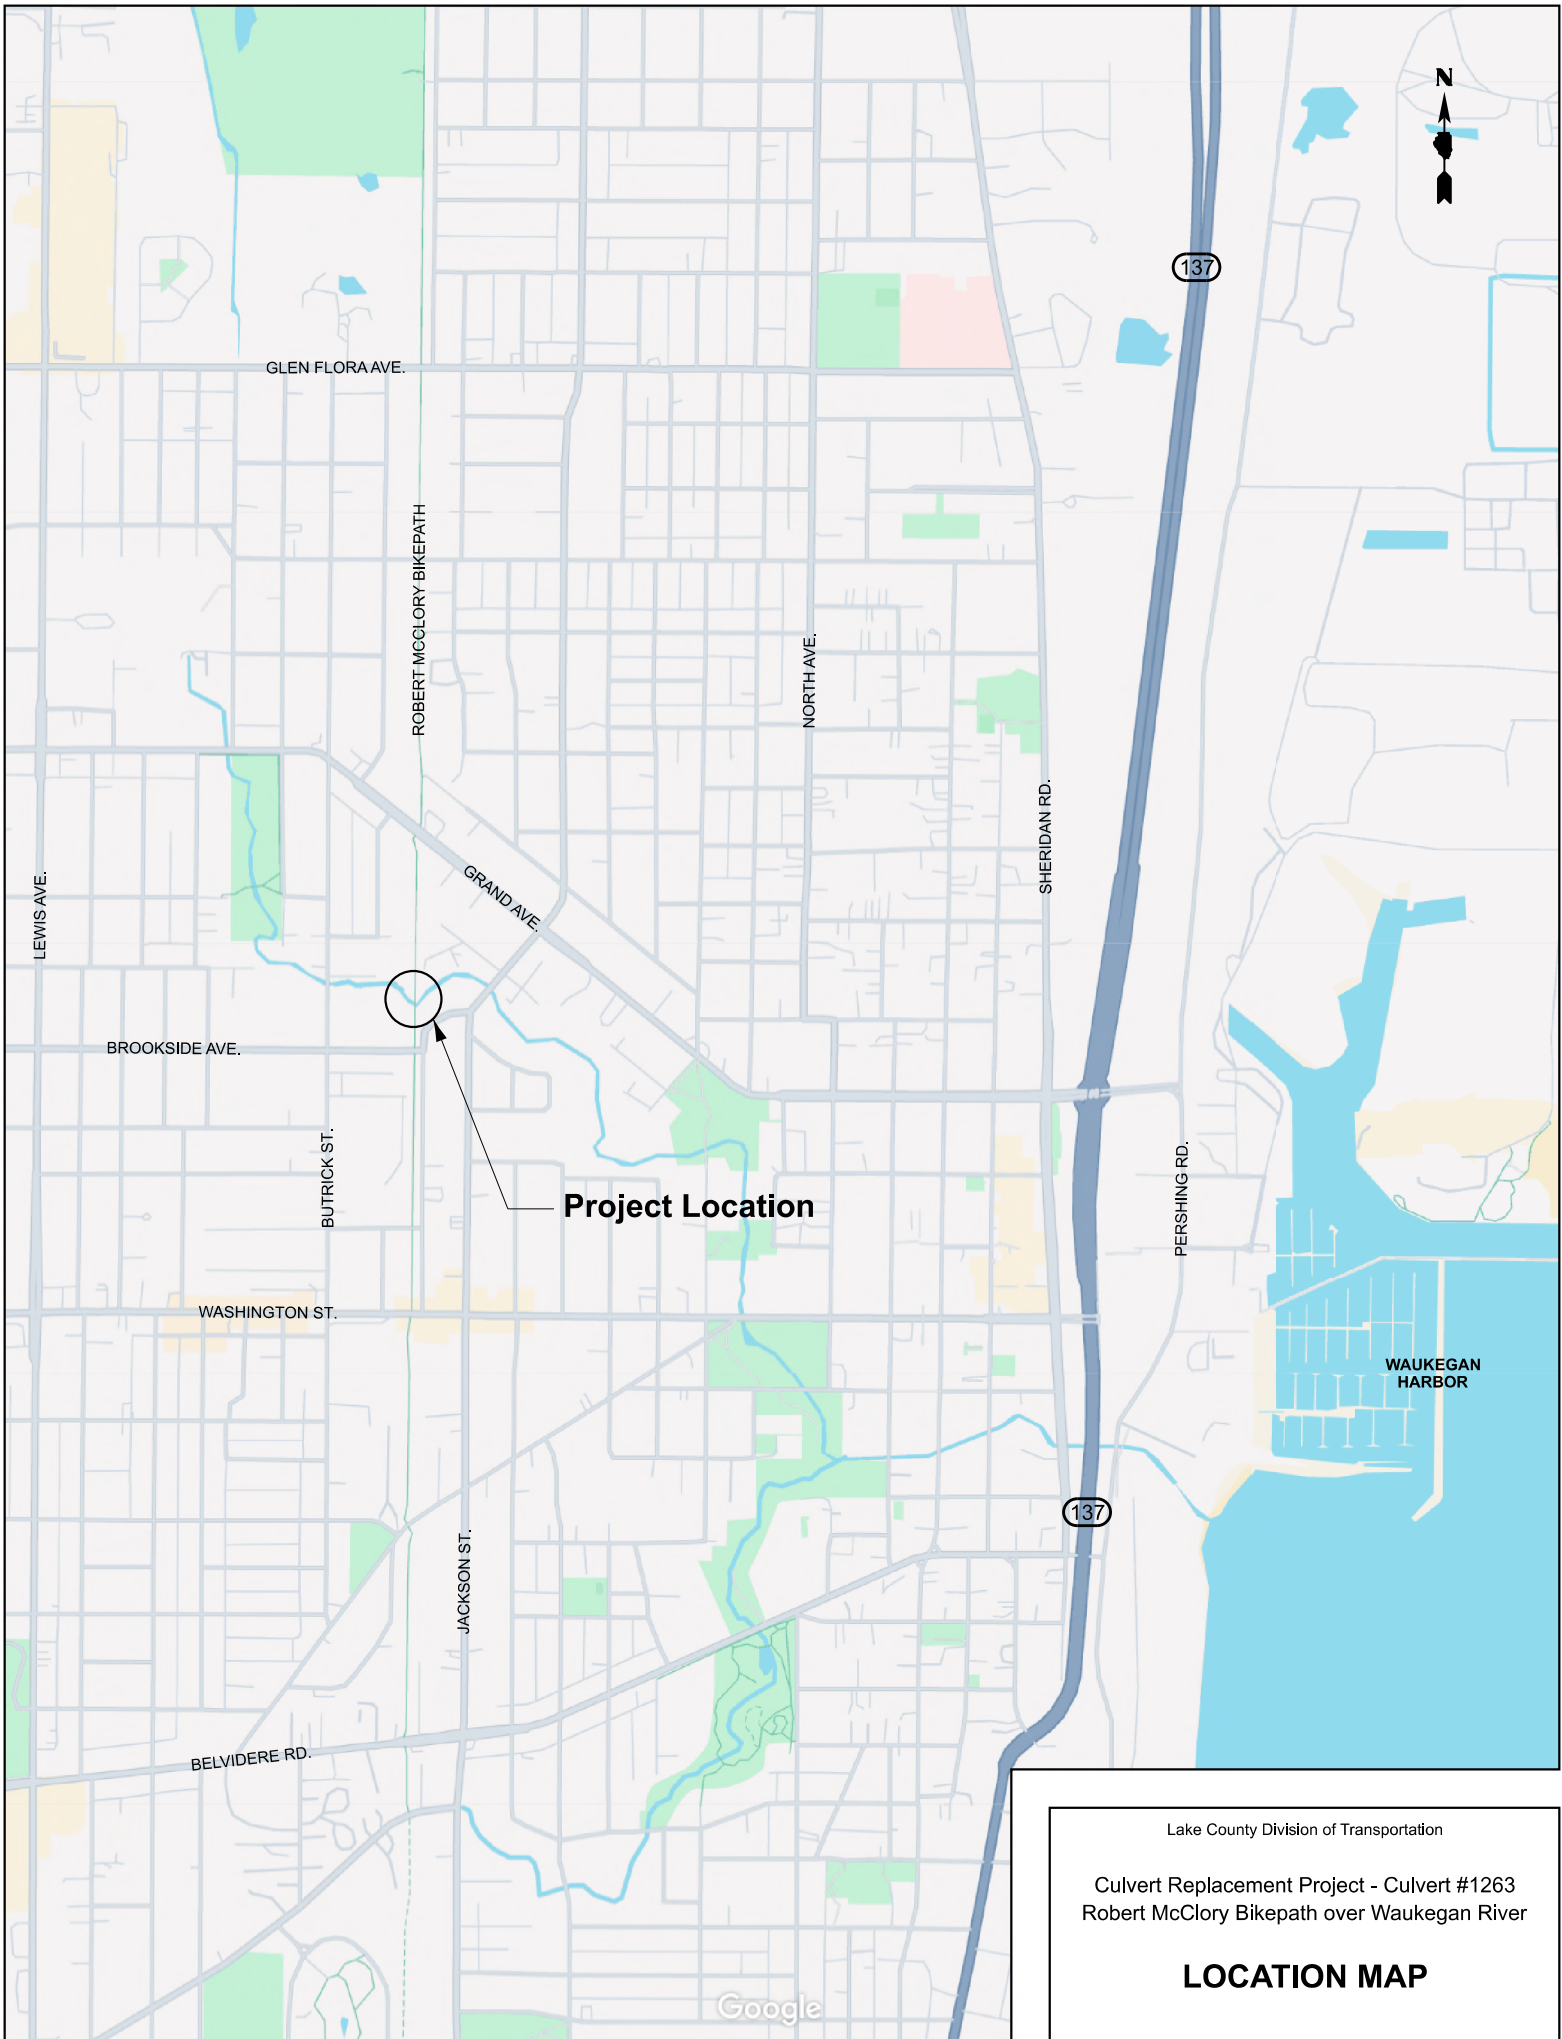 N
137
GLEN FLORA AVE.
ROBERT MCCLORY BIKEPATH
NORTH AVE.
SHERIDAN RD.
LEWIS AVE.
GRAND AVE.
BROOKSIDE AVE.
BUTRICK ST.
Project Location
PERSHING RD.
WASHINGTON ST.
WAUKEGAN
HARBOR
137
JACKSON ST.
BELVIDERE RD.
Lake County Division of Transportation
Culvert Replacement Project - Culvert #1263
Robert McClory Bikepath over Waukegan River
LOCATION MAP
Google